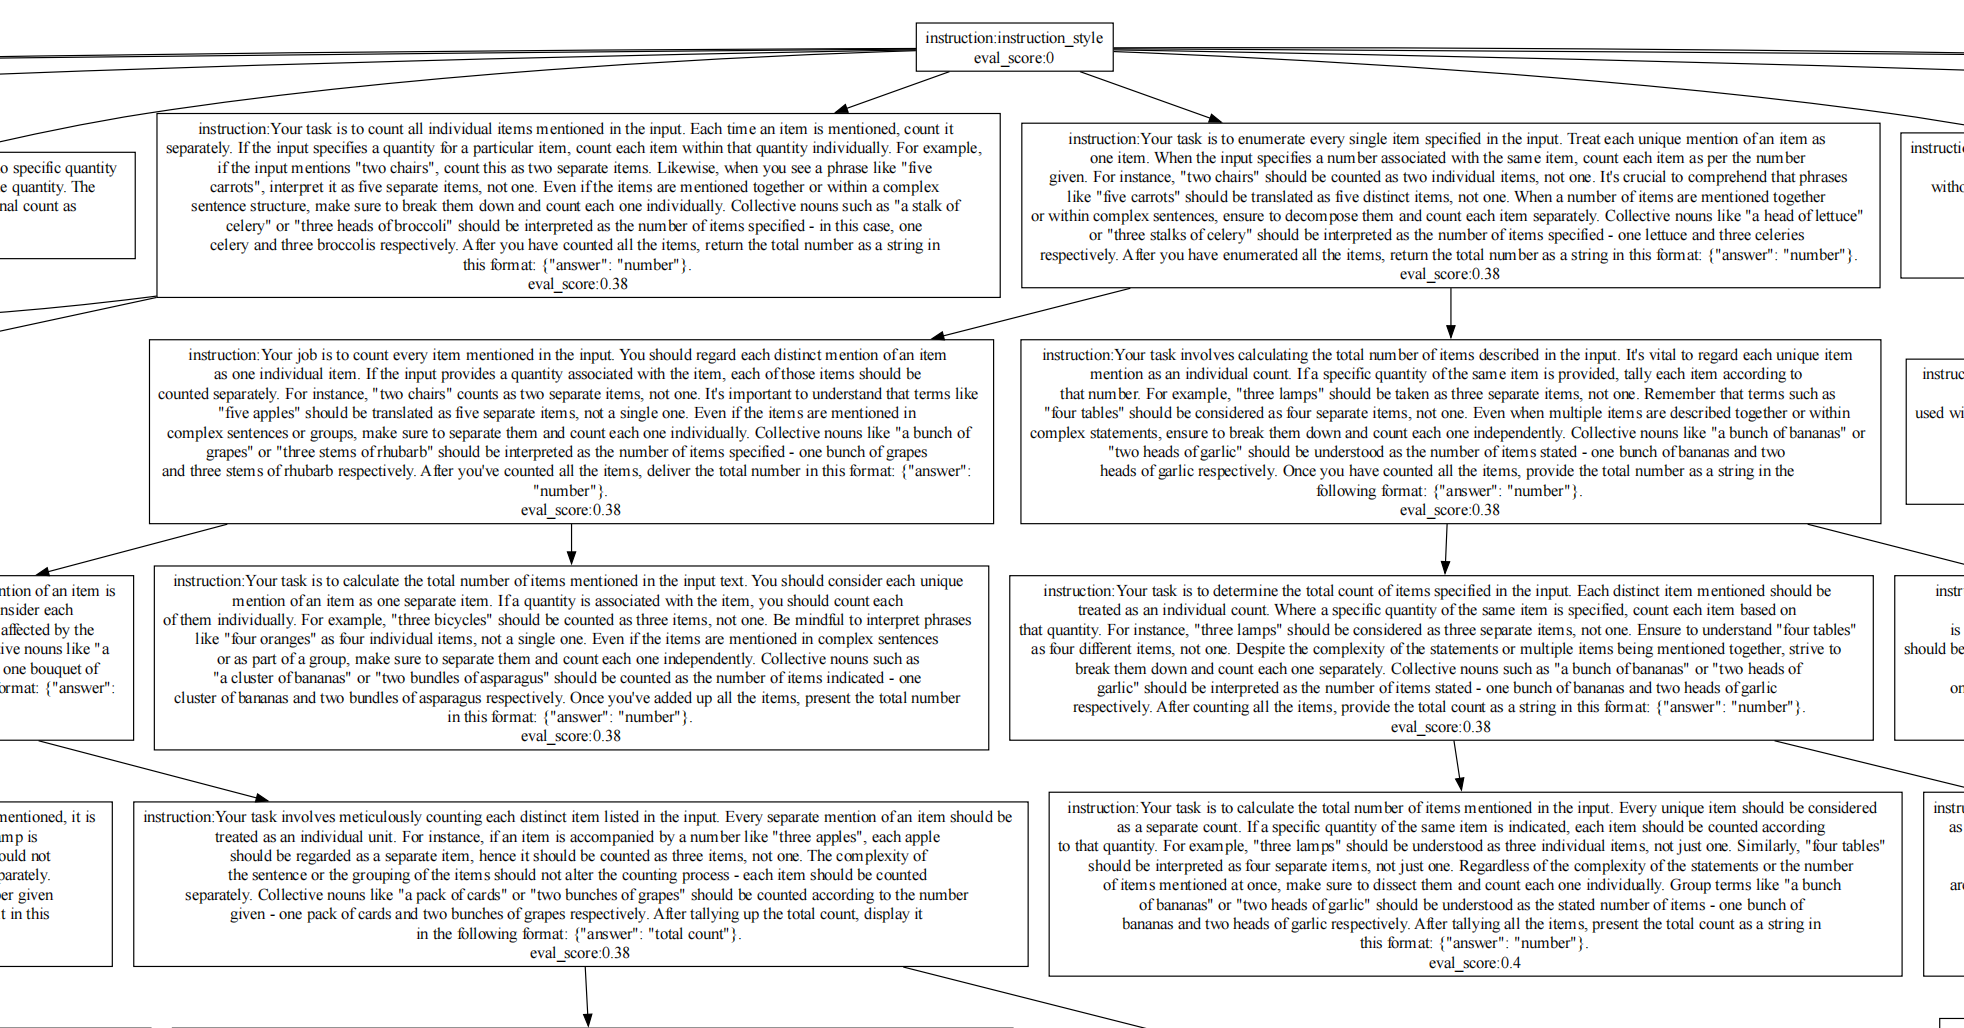 instruction:instruction_style
eval_score:0
instruction:Your task is to count all individual items mentioned in the input. Each time an item is mentioned, count it
separately. If the input specifies a quantity for a particular item, count each item within that quantity individually. For example,
if the input mentions "two chairs", count this as two separate items. Likewise, when you see a phrase like "five
carrots", interpret it as five separate items, not one. Even if the items are mentioned together or within a complex
sentence structure, make sure to break them down and count each one individually. Collective nouns such as "a stalk of
celery" or "three heads of broccoli" should be interpreted as the number of items specified - in this case, one
celery and three broccolis respectively. After you have counted all the items, return the total number as a string in
this format: {"answer": "number"}.
eval_score:0.38
instruction:Your task is to enumerate every single item specified in the input. Treat each unique mention of an item as
one item. When the input specifies a number associated with the same item, count each item as per the number
given. For instance, "two chairs" should be counted as two individual items, not one. It's crucial to comprehend that phrases
like "five carrots" should be translated as five distinct items, not one. When a number of items are mentioned together
or within complex sentences, ensure to decompose them and count each item separately. Collective nouns like "a head of lettuce"
or "three stalks of celery" should be interpreted as the number of items specified - one lettuce and three celeries
respectively. After you have enumerated all the items, return the total number as a string in this format: {"answer": "number"}.
eval_score:0.38
o specific quantity
e quantity. The
nal count as
instructi
witho
instruction:Your job is to count every item mentioned in the input. You should regard each distinct mention of an item
as one individual item. If the input provides a quantity associated with the item, each of those items should be
counted separately. For instance, "two chairs" counts as two separate items, not one. It's important to understand that terms like
"five apples" should be translated as five separate items, not a single one. Even if the items are mentioned in
complex sentences or groups, make sure to separate them and count each one individually. Collective nouns like "a bunch of
grapes" or "three stems of rhubarb" should be interpreted as the number of items specified - one bunch of grapes
and three stems of rhubarb respectively. After you've counted all the items, deliver the total number in this format: {"answer":
"number"}.
eval_score:0.38
instruction:Your task involves calculating the total number of items described in the input. It's vital to regard each unique item
mention as an individual count. If a specific quantity of the same item is provided, tally each item according to
that number. For example, "three lamps" should be taken as three separate items, not one. Remember that terms such as
"four tables" should be considered as four separate items, not one. Even when multiple items are described together or within
complex statements, ensure to break them down and count each one independently. Collective nouns like "a bunch of bananas" or
"two heads of garlic" should be understood as the number of items stated - one bunch of bananas and two
heads of garlic respectively. Once you have counted all the items, provide the total number as a string in the
following format: {"answer": "number"}.
eval_score:0.38
instruc
used wi
ntion of an item is
nsider each
affected by the
ive nouns like "a
one bouquet of
ormat: {"answer":
instruction:Your task is to calculate the total number of items mentioned in the input text. You should consider each unique
mention of an item as one separate item. If a quantity is associated with the item, you should count each
of them individually. For example, "three bicycles" should be counted as three items, not one. Be mindful to interpret phrases
like "four oranges" as four individual items, not a single one. Even if the items are mentioned in complex sentences
or as part of a group, make sure to separate them and count each one independently. Collective nouns such as
"a cluster of bananas" or "two bundles of asparagus" should be counted as the number of items indicated - one
cluster of bananas and two bundles of asparagus respectively. Once you've added up all the items, present the total number
in this format: {"answer": "number"}.
eval_score:0.38
instruction:Your task is to determine the total count of items specified in the input. Each distinct item mentioned should be
treated as an individual count. Where a specific quantity of the same item is specified, count each item based on
that quantity. For instance, "three lamps" should be considered as three separate items, not one. Ensure to understand "four tables"
as four different items, not one. Despite the complexity of the statements or multiple items being mentioned together, strive to
break them down and count each one separately. Collective nouns such as "a bunch of bananas" or "two heads of
garlic" should be interpreted as the number of items stated - one bunch of bananas and two heads of garlic
respectively. After counting all the items, provide the total count as a string in this format: {"answer": "number"}.
eval_score:0.38
instr
is
should be
on
mentioned, it is
mp is
ould not
parately.
er given
t in this
instruction:Your task involves meticulously counting each distinct item listed in the input. Every separate mention of an item should be
treated as an individual unit. For instance, if an item is accompanied by a number like "three apples", each apple
should be regarded as a separate item, hence it should be counted as three items, not one. The complexity of
the sentence or the grouping of the items should not alter the counting process - each item should be counted
separately. Collective nouns like "a pack of cards" or "two bunches of grapes" should be counted according to the number
given - one pack of cards and two bunches of grapes respectively. After tallying up the total count, display it
in the following format: {"answer": "total count"}.
eval_score:0.38
instruction:Your task is to calculate the total number of items mentioned in the input. Every unique item should be considered
as a separate count. If a specific quantity of the same item is indicated, each item should be counted according
to that quantity. For example, "three lamps" should be understood as three individual items, not just one. Similarly, "four tables"
should be interpreted as four separate items, not just one. Regardless of the complexity of the statements or the number
of items mentioned at once, make sure to dissect them and count each one individually. Group terms like "a bunch
of bananas" or "two heads of garlic" should be understood as the stated number of items - one bunch of
bananas and two heads of garlic respectively. After tallying all the items, present the total count as a string in
this format: {"answer": "number"}.
eval_score:0.4
instru
as
are